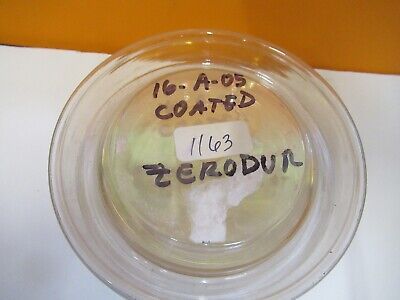 16-A-05
COATED
1163
ZERODUR